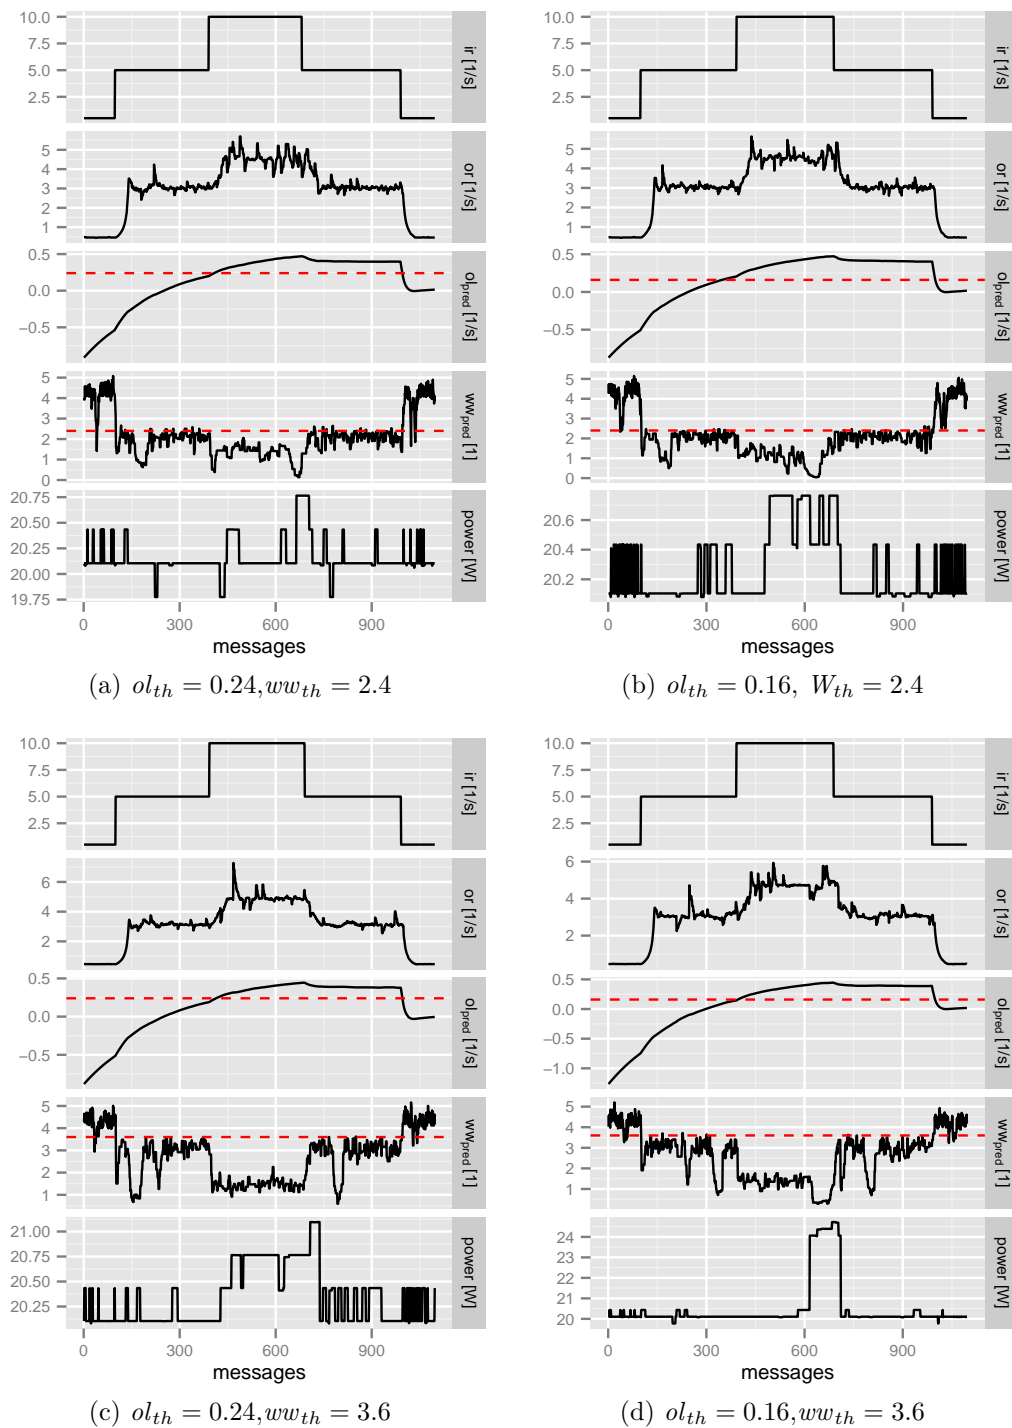 10.0
7.5
5.0
2.5
ir [1/s]
5
4
3
2
1
or [1/s]
0.5
0.0
−0.5
ol_pred [1/s]
5
4
3
2
1
0
ww_pred [1]
20.75
20.50
20.25
20.00
19.75
power [W]
0 300 600 900
messages
(a) ol_th = 0.24, ww_th = 2.4
10.0
7.5
5.0
2.5
ir [1/s]
5
4
3
2
1
or [1/s]
0.5
0.0
−0.5
ol_pred [1/s]
5
4
3
2
1
0
ww_pred [1]
20.6
20.4
20.2
power [W]
0 300 600 900
messages
(b) ol_th = 0.16, W_th = 2.4
10.0
7.5
5.0
2.5
ir [1/s]
6
4
2
or [1/s]
0.5
0.0
−0.5
ol_pred [1/s]
5
4
3
2
1
ww_pred [1]
21.00
20.75
20.50
20.25
power [W]
0 300 600 900
messages
(c) ol_th = 0.24, ww_th = 3.6
10.0
7.5
5.0
2.5
ir [1/s]
6
4
2
or [1/s]
0.5
0.0
−0.5
−1.0
ol_pred [1/s]
5
4
3
2
1
ww_pred [1]
24
23
22
21
20
power [W]
0 300 600 900
messages
(d) ol_th = 0.16, ww_th = 3.6